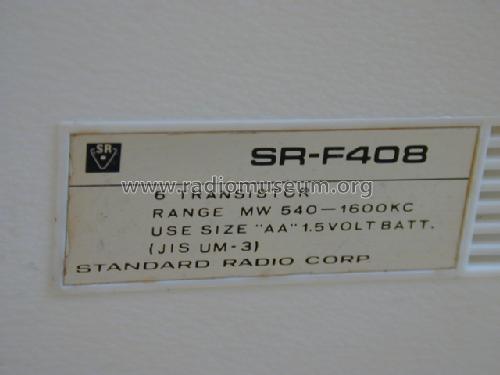 SR
SR-F408
6 TRANSISTOR
www.radiomuseum.org
RANGE MW 540-1600KC
USE SIZE "AA" 1.5VOLT BATT.
(JIS UM-3)
STANDARD RADIO CORP